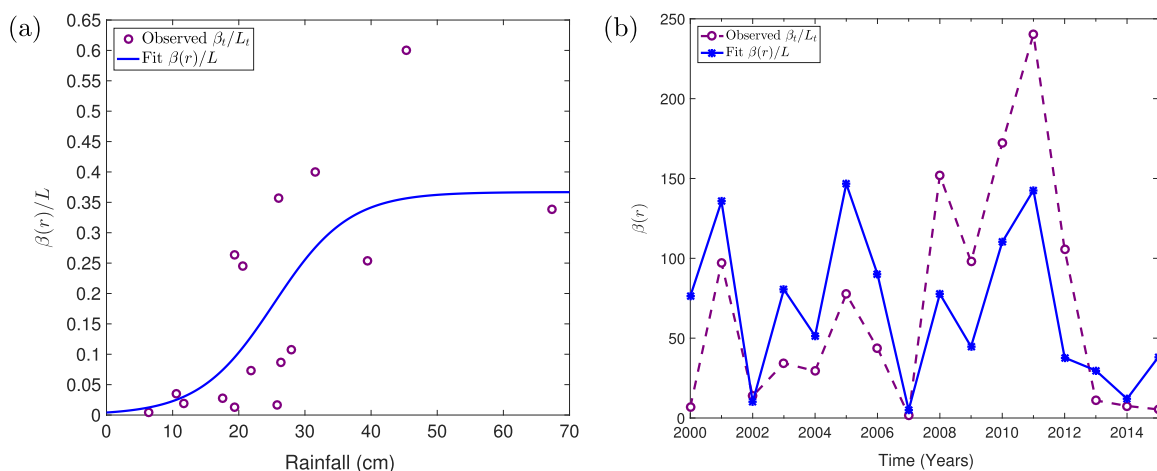 (a)
0.65
0.6
0.55
0.5
0.45
0.4
0.35
0.3
0.25
0.2
0.15
0.1
0.05
0
β(r)/L
Observed β_t/L_t
Fit β(r)/L
0 10 20 30 40 50 60 70
Rainfall (cm)
(b)
250
200
150
100
50
0
β(r)
Observed β_t/L_t
Fit β(r)/L
2000 2002 2004 2006 2008 2010 2012 2014
Time (Years)